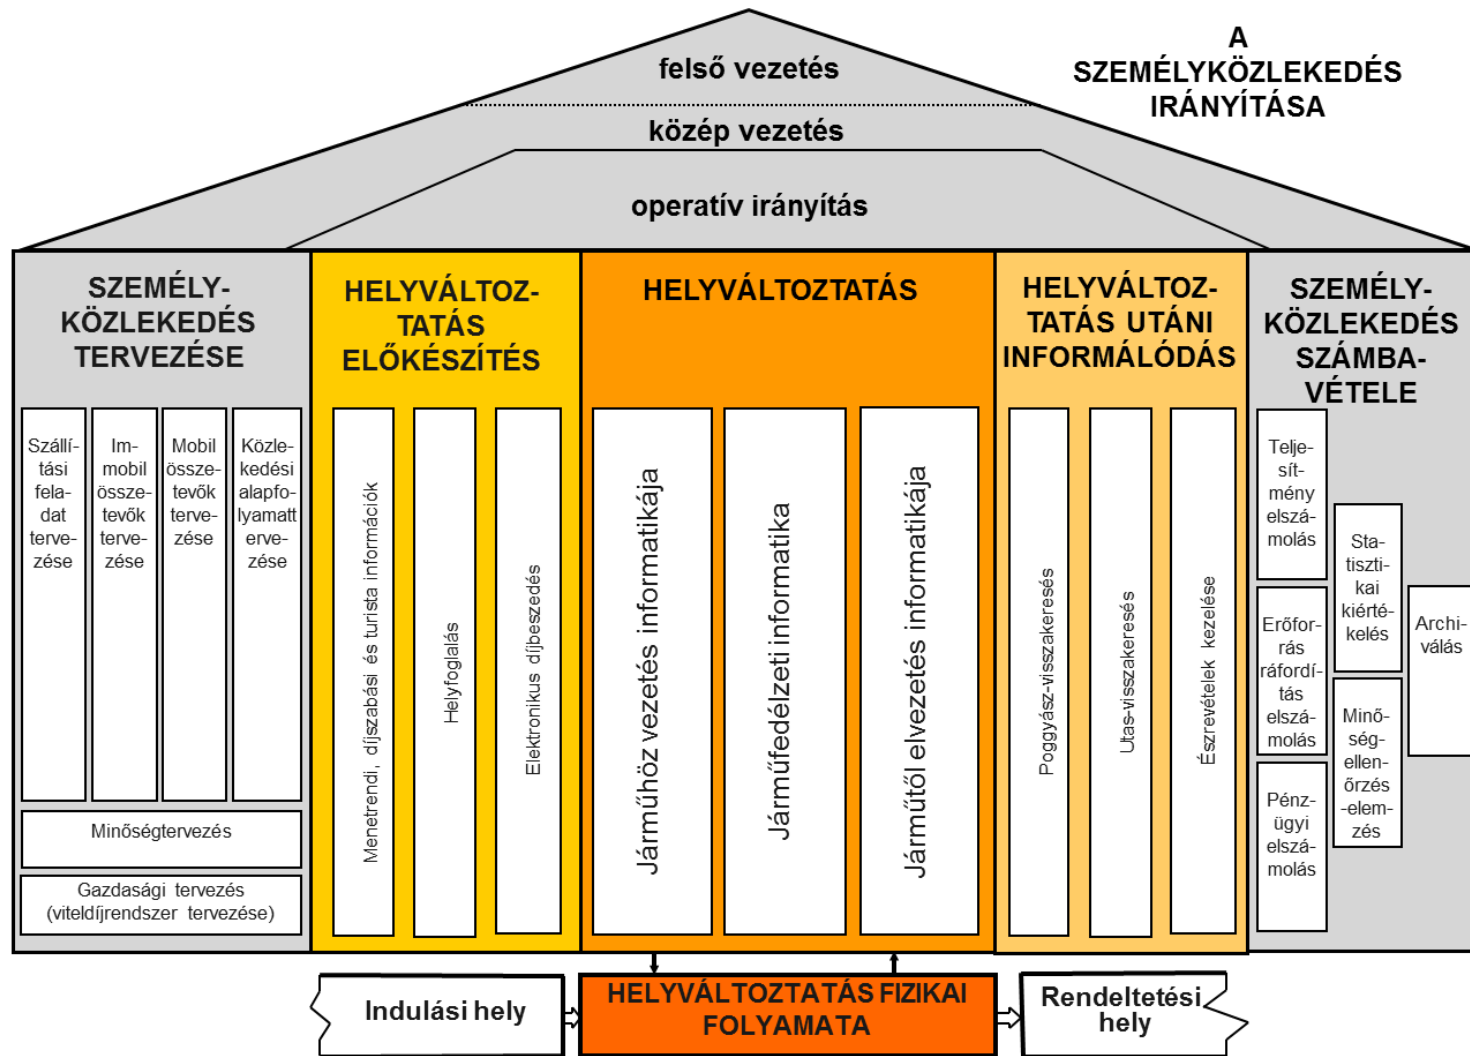 A
SZEMÉLYKÖZLEKEDÉS
IRÁNYÍTÁSA
felső vezetés
közép vezetés
operatív irányítás
SZEMÉLY-
KÖZLEKEDÉS
TERVEZÉSE
Szállí-
tási
fela-
dat
terve-
zése
Im-
mobil
össze-
tevők
terve-
zése
Mobil
össze-
tevők
terve-
zése
Közle-
kedési
alapfo-
lyamatt
ervezé-
zése
Minőségtervezés
Gazdasági tervezés
(viteldíjrendszer tervezése)
HELYVÁLTOZ-
TATÁS
ELŐKÉSZÍTÉS
Menetrendi, díjszabási és turista információk
Helyfoglalás
Elektronikus díjbeszedés
HELYVÁLTOZTATÁS
Járműhöz vezetés informatikája
Járműfedélzeti informatika
Járműtől elvezetés informatikája
HELYVÁLTOZ-
TATÁS UTÁNI
INFORMÁLÓDÁS
Poggyász-visszakeresés
Utas-visszakeresés
Észrevételek kezelése
SZEMÉLY-
KÖZLEKEDÉS
SZÁMBA-
VÉTELE
Telje-
sít-
mény
elszá-
molás
Erőfor-
rás
ráfordí-
tás
elszá-
molás
Pénz-
ügyi
elszá-
molás
Sta-
tiszti-
kai
kiérté-
kelés
Minő-
ség-
ellen-
őrzés
-elem-
zés
Archi-
válás
Indulási hely
HELYVÁLTOZTATÁS FIZIKAI
FOLYAMATA
Rendeltetési
hely